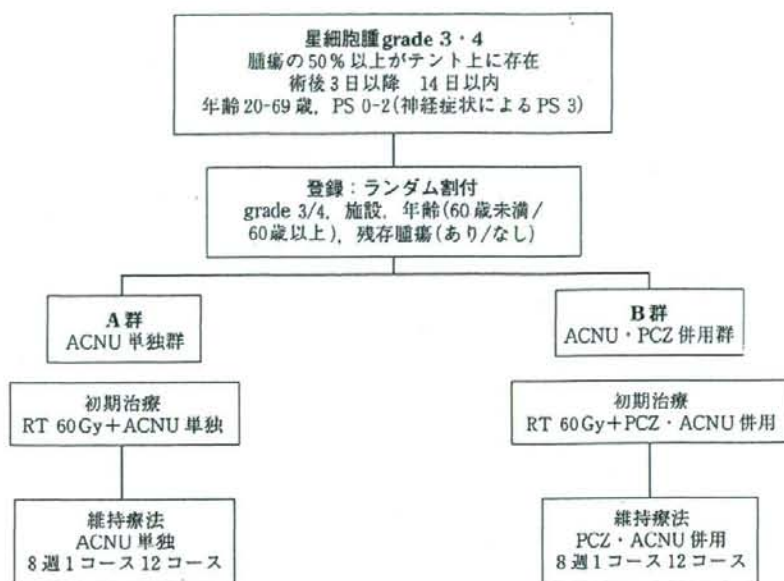 星細胞腫grade 3・4
腫瘍の50%以上がテント上に存在
術後3日以降 14日以内
年齢20-69歳, PS 0-2(神経症状によるPS 3)
登録：ランダム割付
grade 3/4, 施設, 年齢(60歳未満/
60歳以上), 残存腫瘍(あり/なし)
A群
ACNU単独群
B群
ACNU・PCZ併用群
初期治療
RT 60Gy+ACNU単独
初期治療
RT 60Gy+PCZ・ACNU併用
維持療法
ACNU単独
8週1コース12コース
維持療法
PCZ・ACNU併用
8週1コース12コース